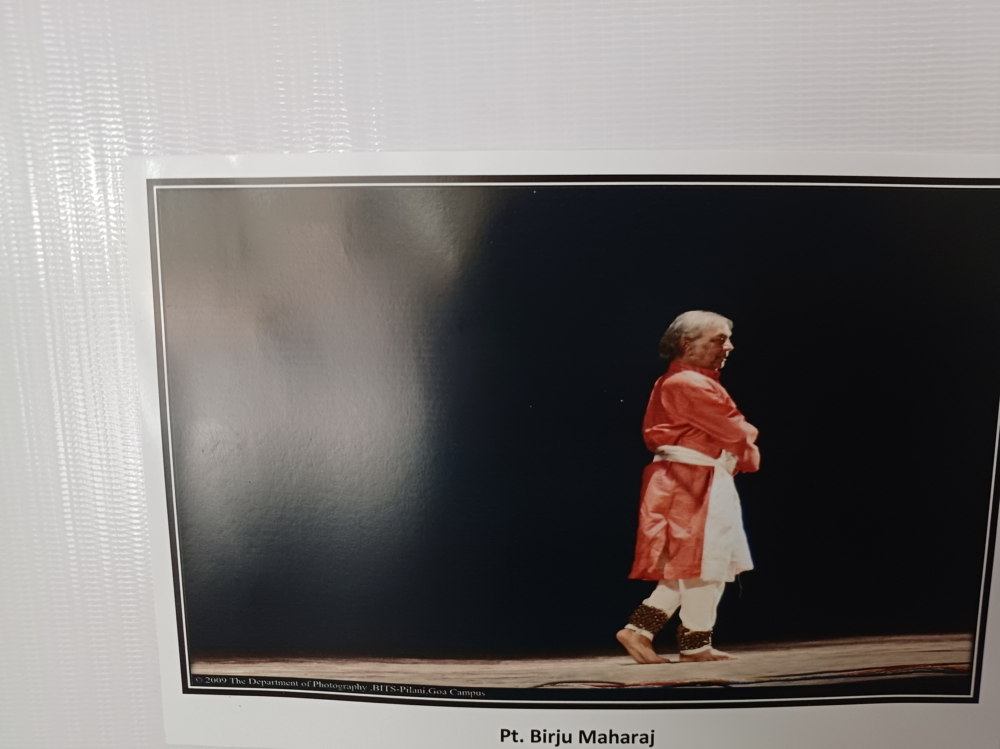 © 2009 The Department of Photography ,BITS-Pilani,Goa Campus
Pt. Birju Maharaj